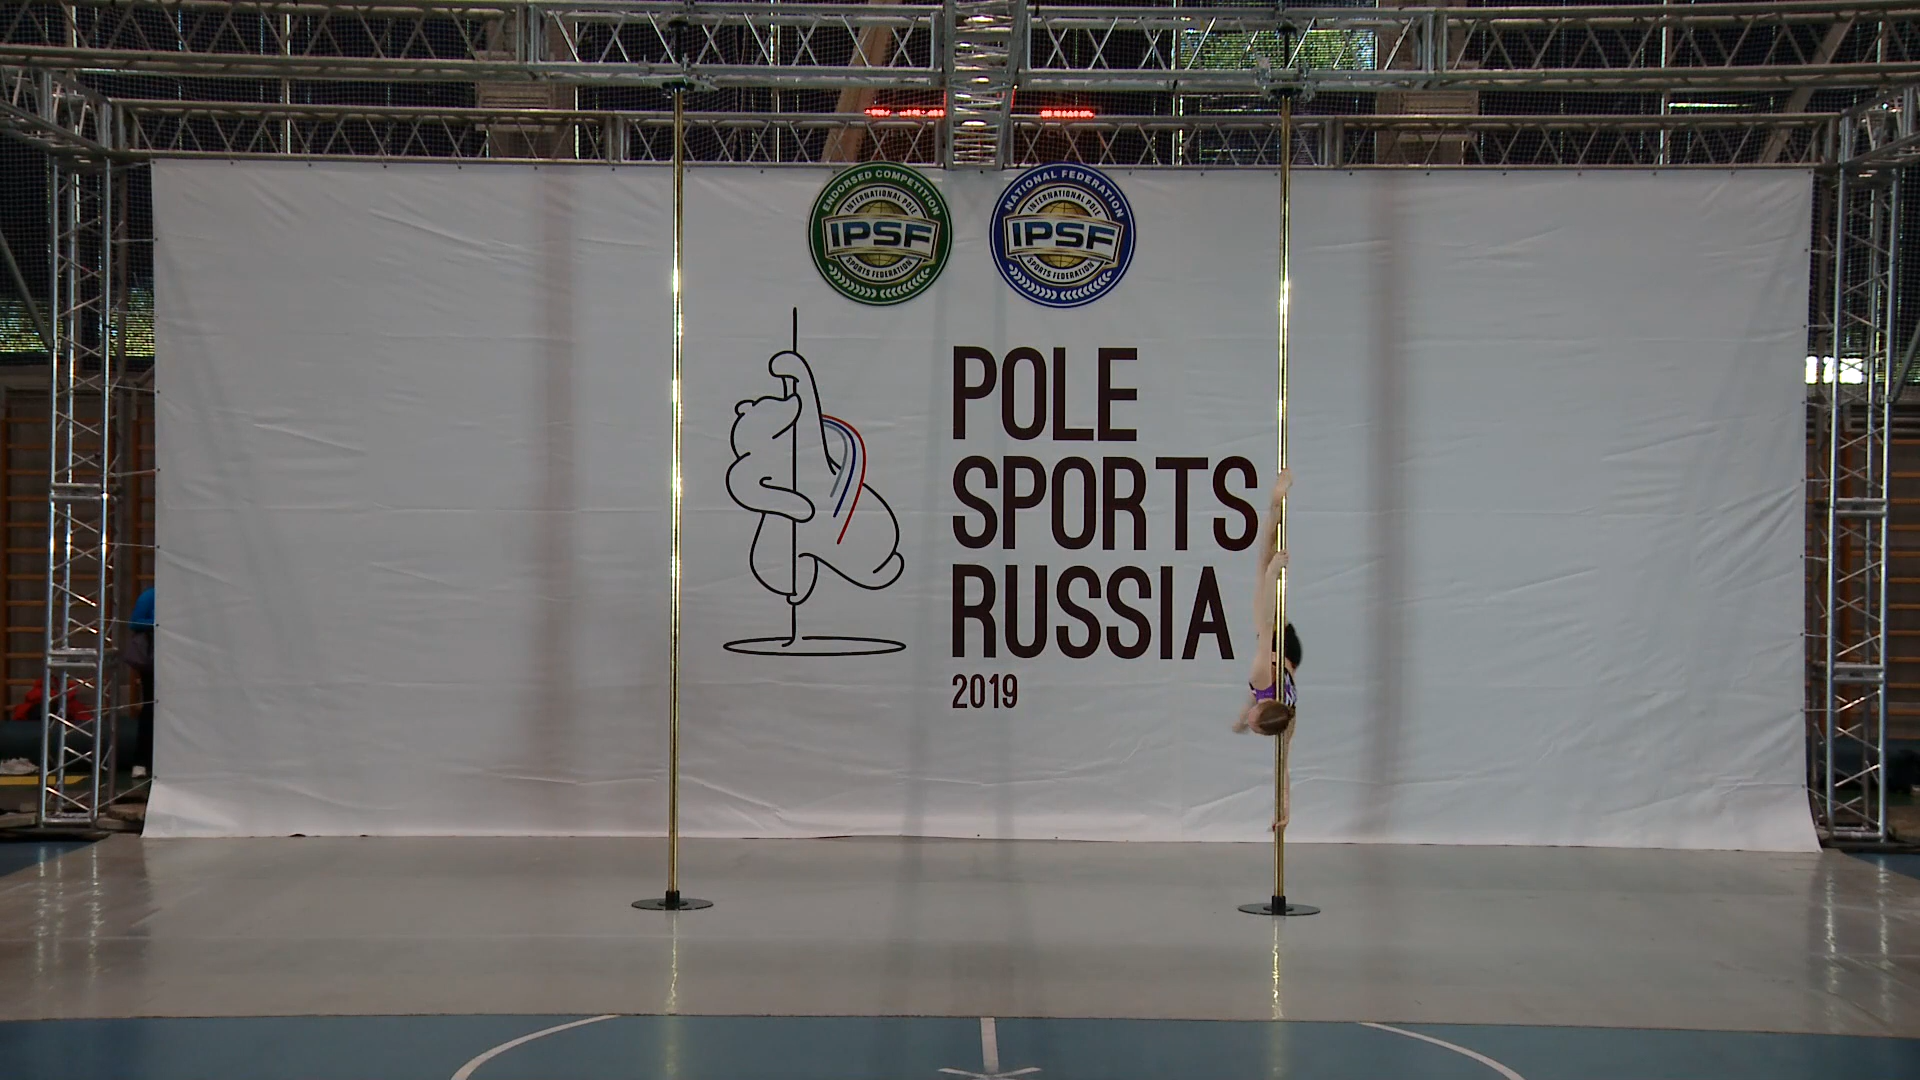 ENDORSED COMPETITION
INTERNATIONAL POLE
IPSF
SPORTS FEDERATION
NATIONAL FEDERATION
INTERNATIONAL POLE
IPSF
SPORTS FEDERATION
POLE
SPORTS
RUSSIA
2019